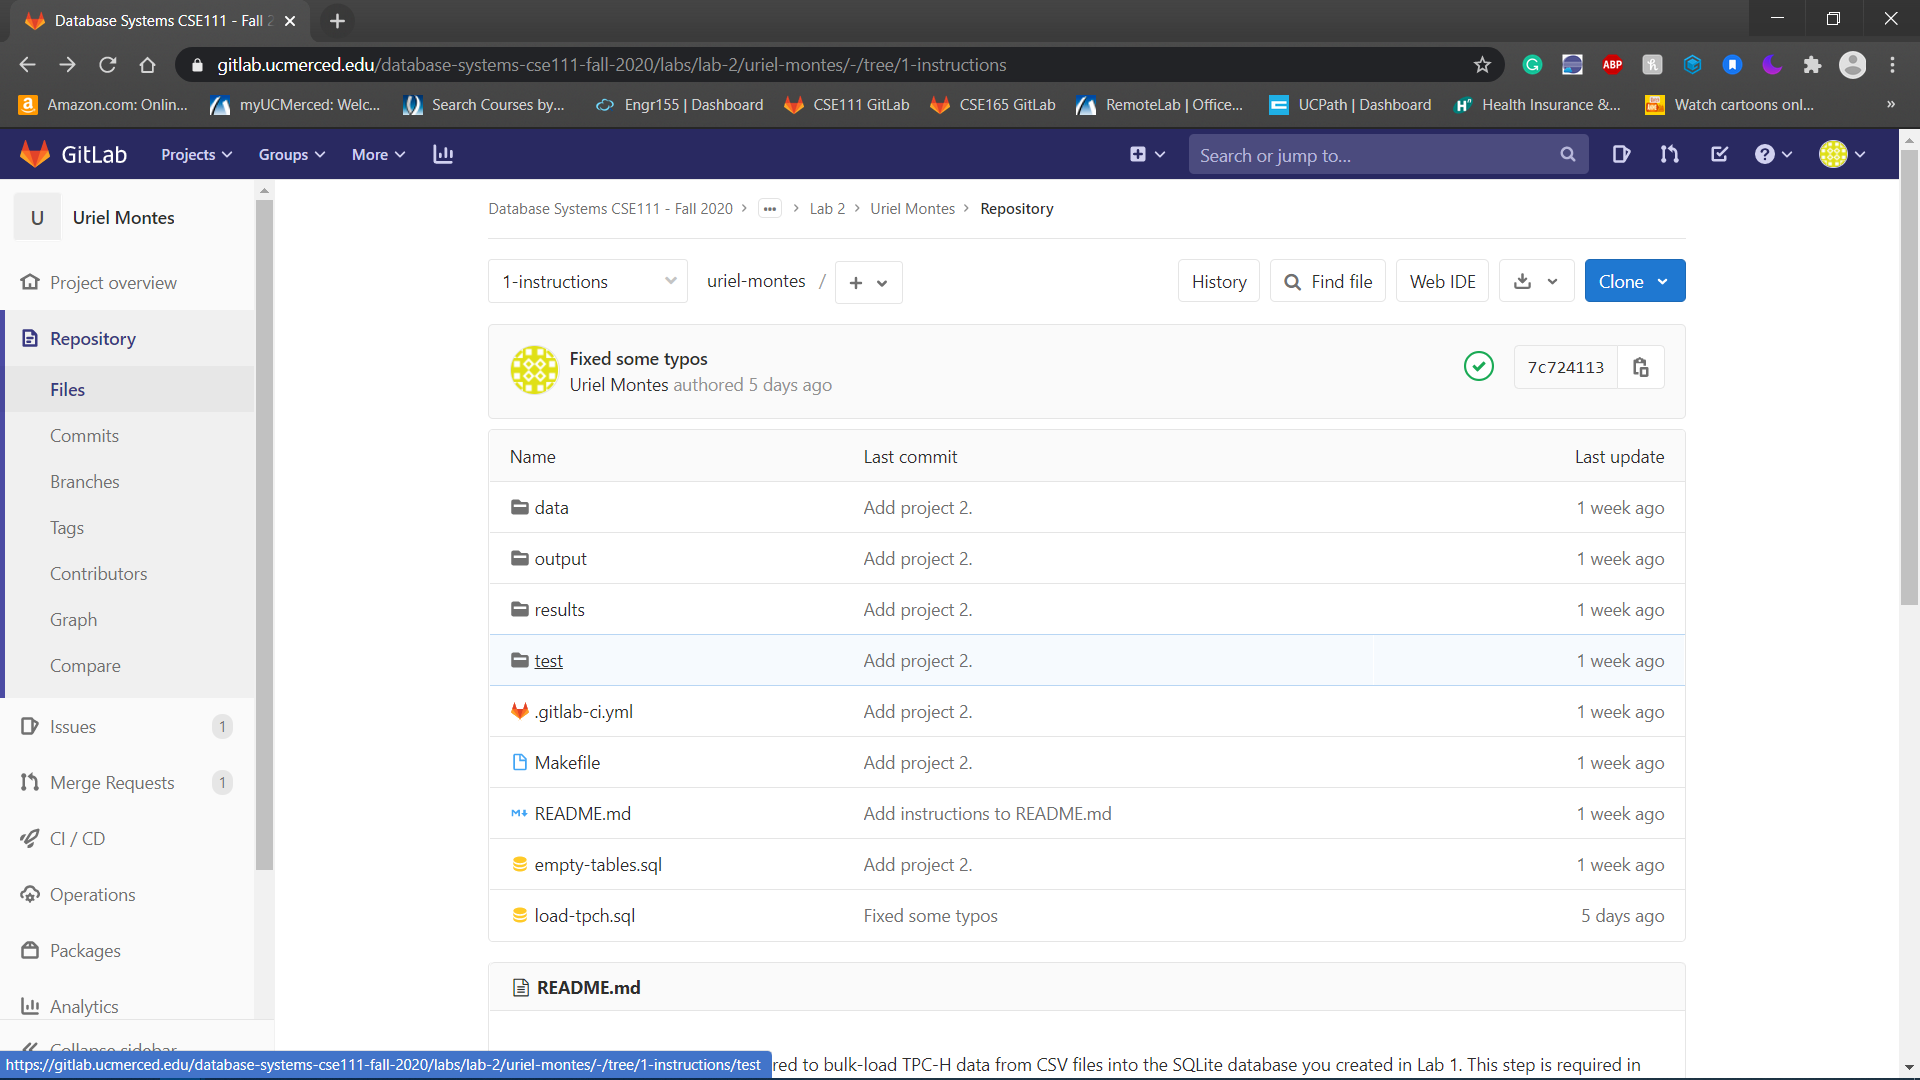 Database Systems CSE111 - Fall 2
gitlab.ucmerced.edu/database-systems-cse111-fall-2020/labs/lab-2/uriel-montes/-/tree/1-instructions
ABP
Amazon.com: Onlin... myUCMerced: Welc... Search Courses by... Engr155 | Dashboard CSE111 GitLab CSE165 GitLab RemoteLab | Office... UCPath | Dashboard Health Insurance &... Watch cartoons onl... »
GitLab Projects Groups More Search or jump to...
U Uriel Montes
Project overview
Repository
Files
Commits
Branches
Tags
Contributors
Graph
Compare
Issues 1
Merge Requests 1
CI / CD
Operations
Packages
Analytics
Database Systems CSE111 - Fall 2020 > ... > Lab 2 > Uriel Montes > Repository
1-instructions uriel-montes / + History Find file Web IDE Clone
Fixed some typos
Uriel Montes authored 5 days ago
7c724113
Name Last commit Last update
data Add project 2. 1 week ago
output Add project 2. 1 week ago
results Add project 2. 1 week ago
test Add project 2. 1 week ago
.gitlab-ci.yml Add project 2. 1 week ago
Makefile Add project 2. 1 week ago
README.md Add instructions to README.md 1 week ago
empty-tables.sql Add project 2. 1 week ago
load-tpch.sql Fixed some typos 5 days ago
README.md
https://gitlab.ucmerced.edu/database-systems-cse111-fall-2020/labs/lab-2/uriel-montes/-/tree/1-instructions/test
red to bulk-load TPC-H data from CSV files into the SQLite database you created in Lab 1. This step is required in